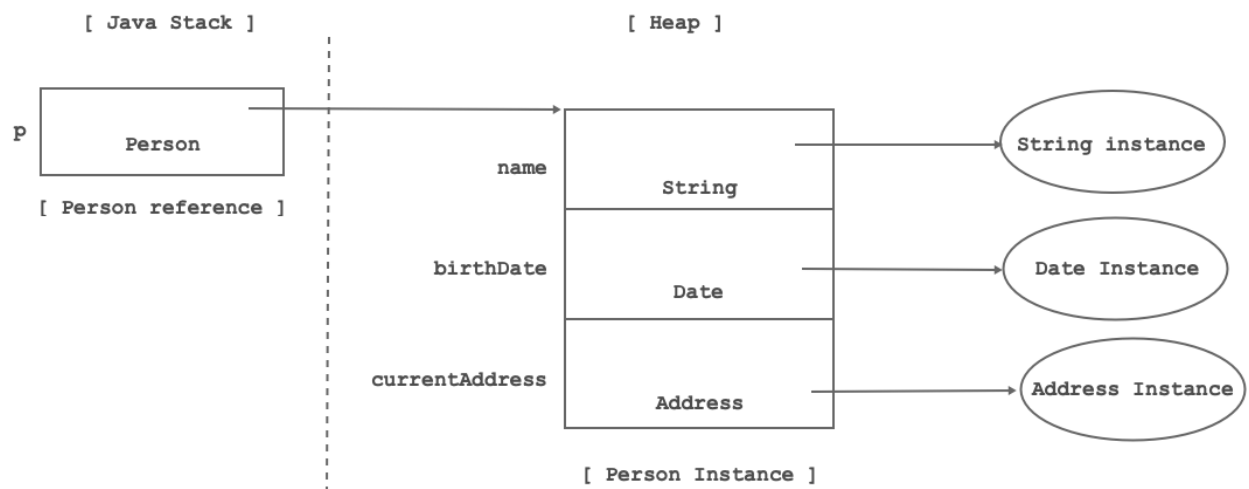 [ Java Stack ]
[ Heap ]
p
Person
[ Person reference ]
name
String
String instance
birthDate
Date
Date Instance
currentAddress
Address
Address Instance
[ Person Instance ]